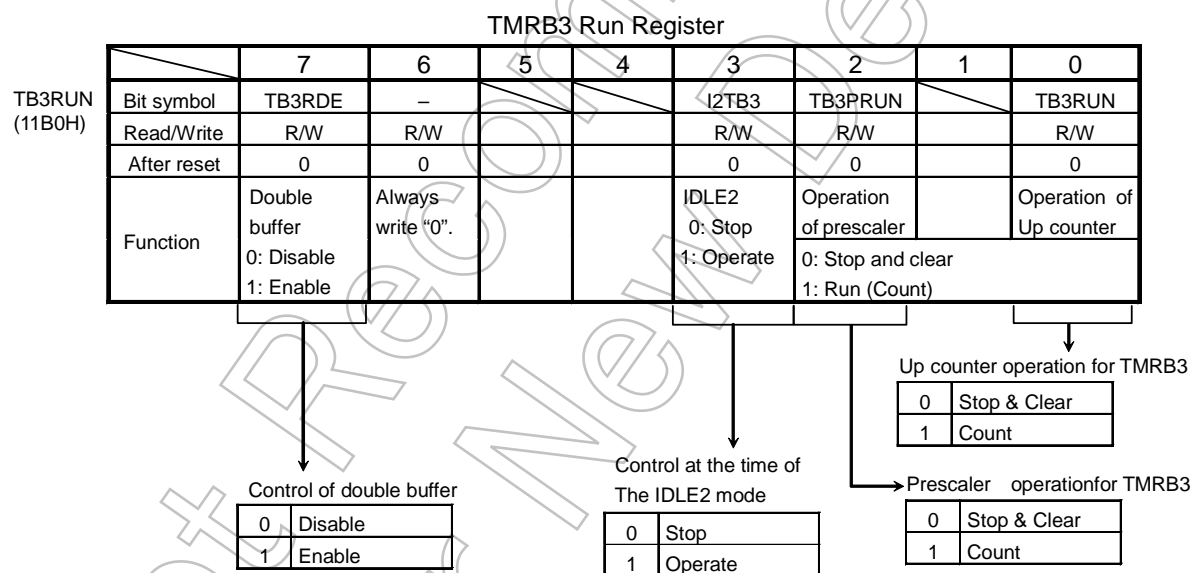 TMRB3 Run Register
7 6 5 4 3 2 1 0
TB3RUN
(11B0H)
Bit symbol TB3RDE – I2TB3 TB3PRUN TB3RUN
Read/Write R/W R/W R/W R/W R/W
After reset 0 0 0 0 0
Function
Double
buffer
0: Disable
1: Enable
Always
write “0”.
IDLE2
0: Stop
1: Operate
Operation
of prescaler
Operation of
Up counter
0: Stop and clear
1: Run (Count)
Up counter operation for TMRB3
0 Stop & Clear
1 Count
Control of double buffer
0 Disable
1 Enable
Control at the time of
The IDLE2 mode
0 Stop
1 Operate
Prescaler operationfor TMRB3
0 Stop & Clear
1 Count